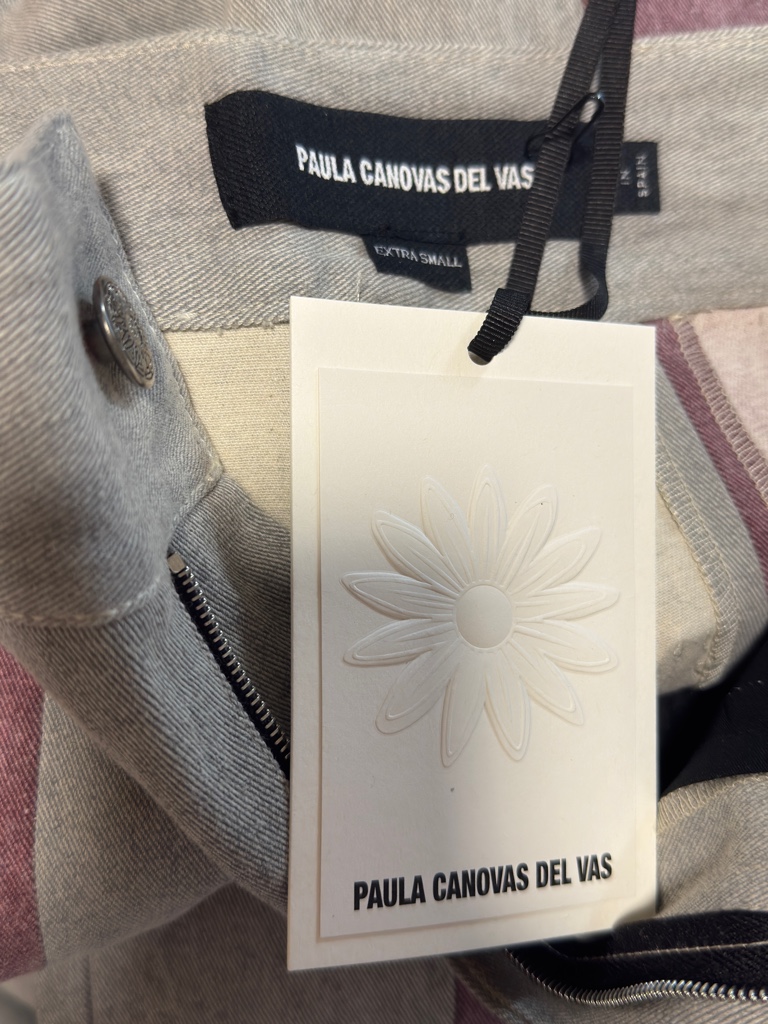 PAULA CANOVAS DEL VAS
IN
SPAIN
EXTRA SMALL
PAULA CANOVAS DEL VAS